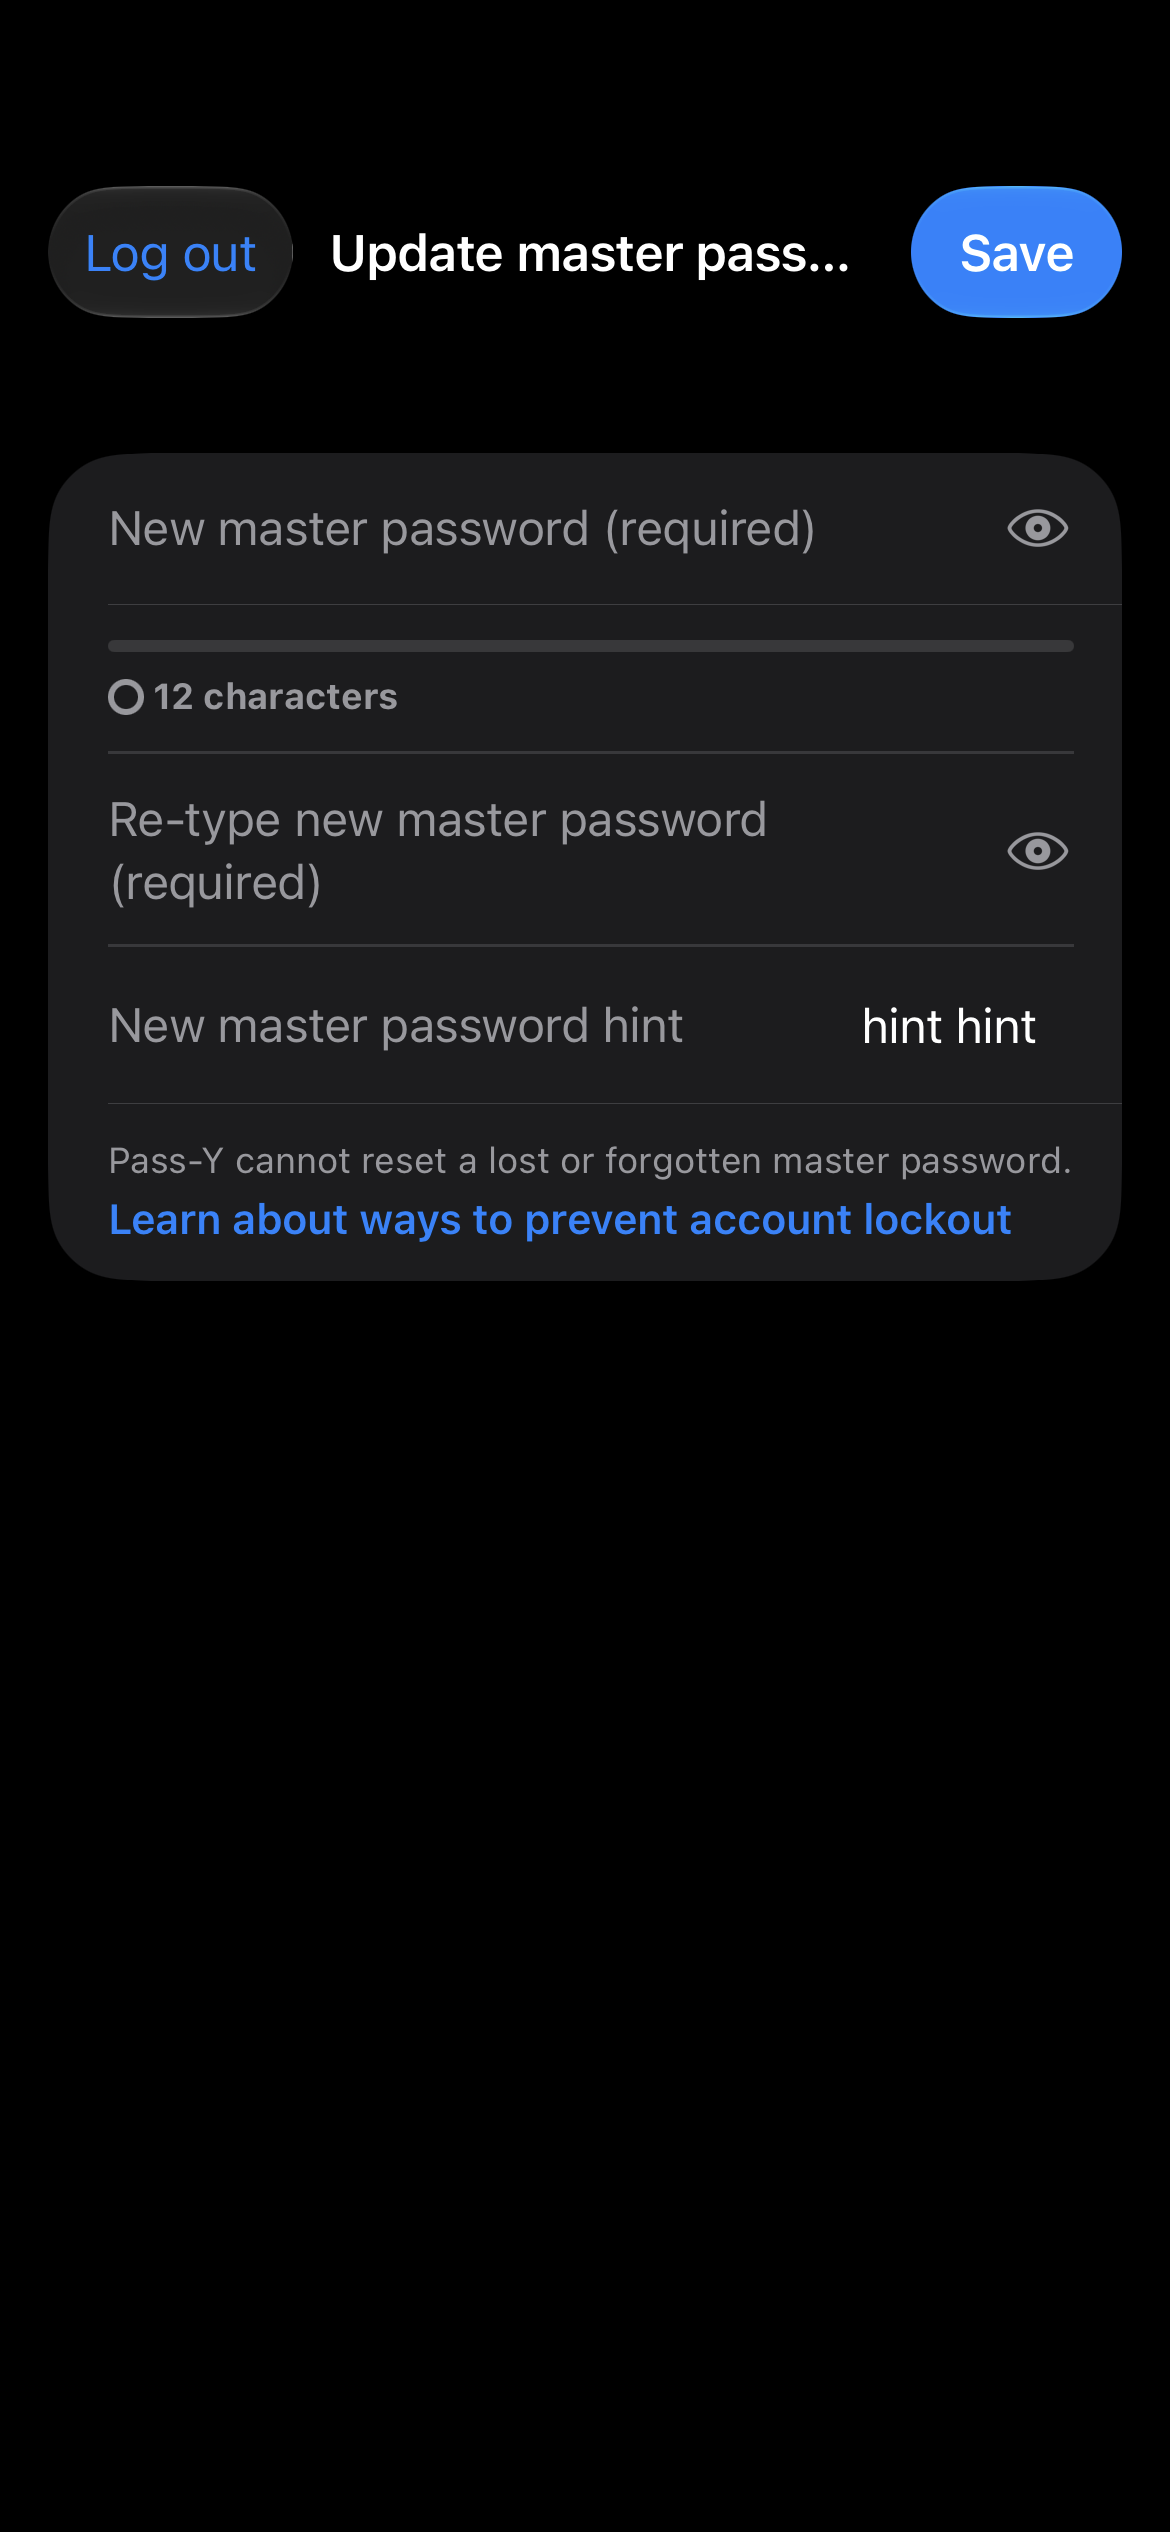 Log out
Update master pass...
Save
New master password (required)
12 characters
Re-type new master password
(required)
New master password hint
hint hint
Pass-Y cannot reset a lost or forgotten master password.
Learn about ways to prevent account lockout